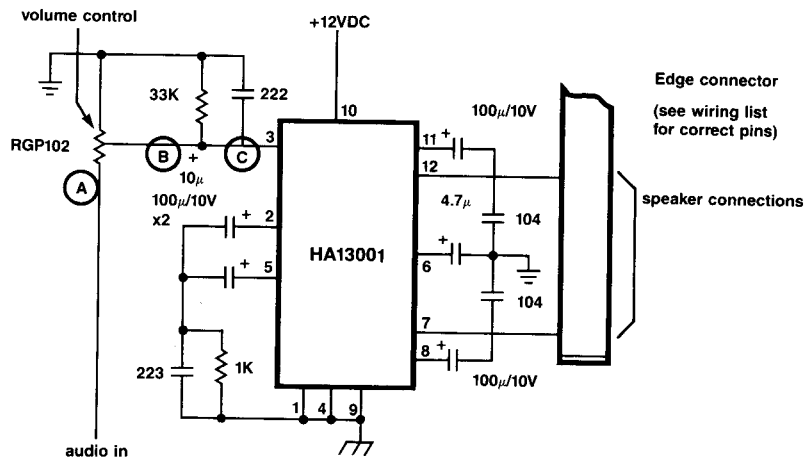 volume control
+12VDC
33K
222
10
Edge connector
(see wiring list
for correct pins)
100μ/10V
RGP102
B
+
10μ
C
3
11
+
12
A
100μ/10V
x2
+
2
4.7μ
104
speaker connections
HA13001
+
5
+
6
104
7
223
1K
8
+
100μ/10V
1
4
9
audio in